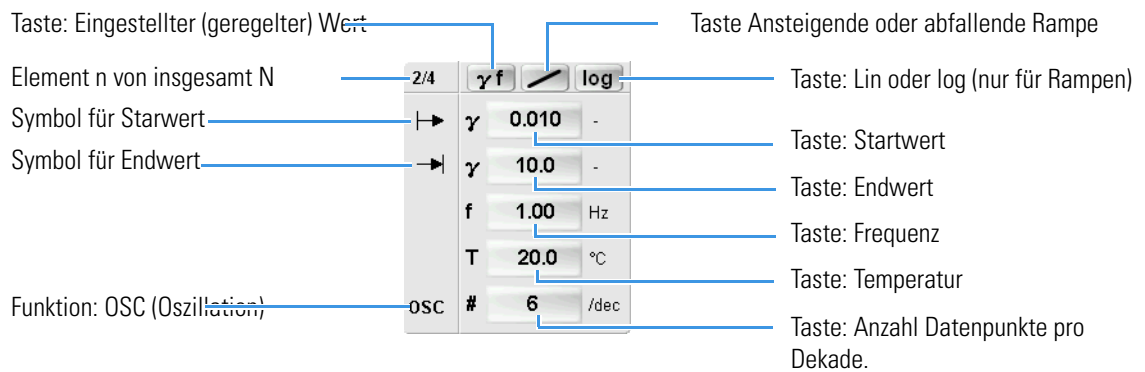 Taste: Eingestellter (geregelter) Wert
Taste Ansteigende oder abfallende Rampe
Element n von insgesamt N
2/4 γ f log
Taste: Lin oder log (nur für Rampen)
Symbol für Starwert
γ 0.010 -
Taste: Startwert
Symbol für Endwert
γ 10.0 -
Taste: Endwert
f 1.00 Hz
Taste: Frequenz
T 20.0 °C
Taste: Temperatur
Funktion: OSC (Oszillation)
OSC # 6 /dec
Taste: Anzahl Datenpunkte pro
Dekade.